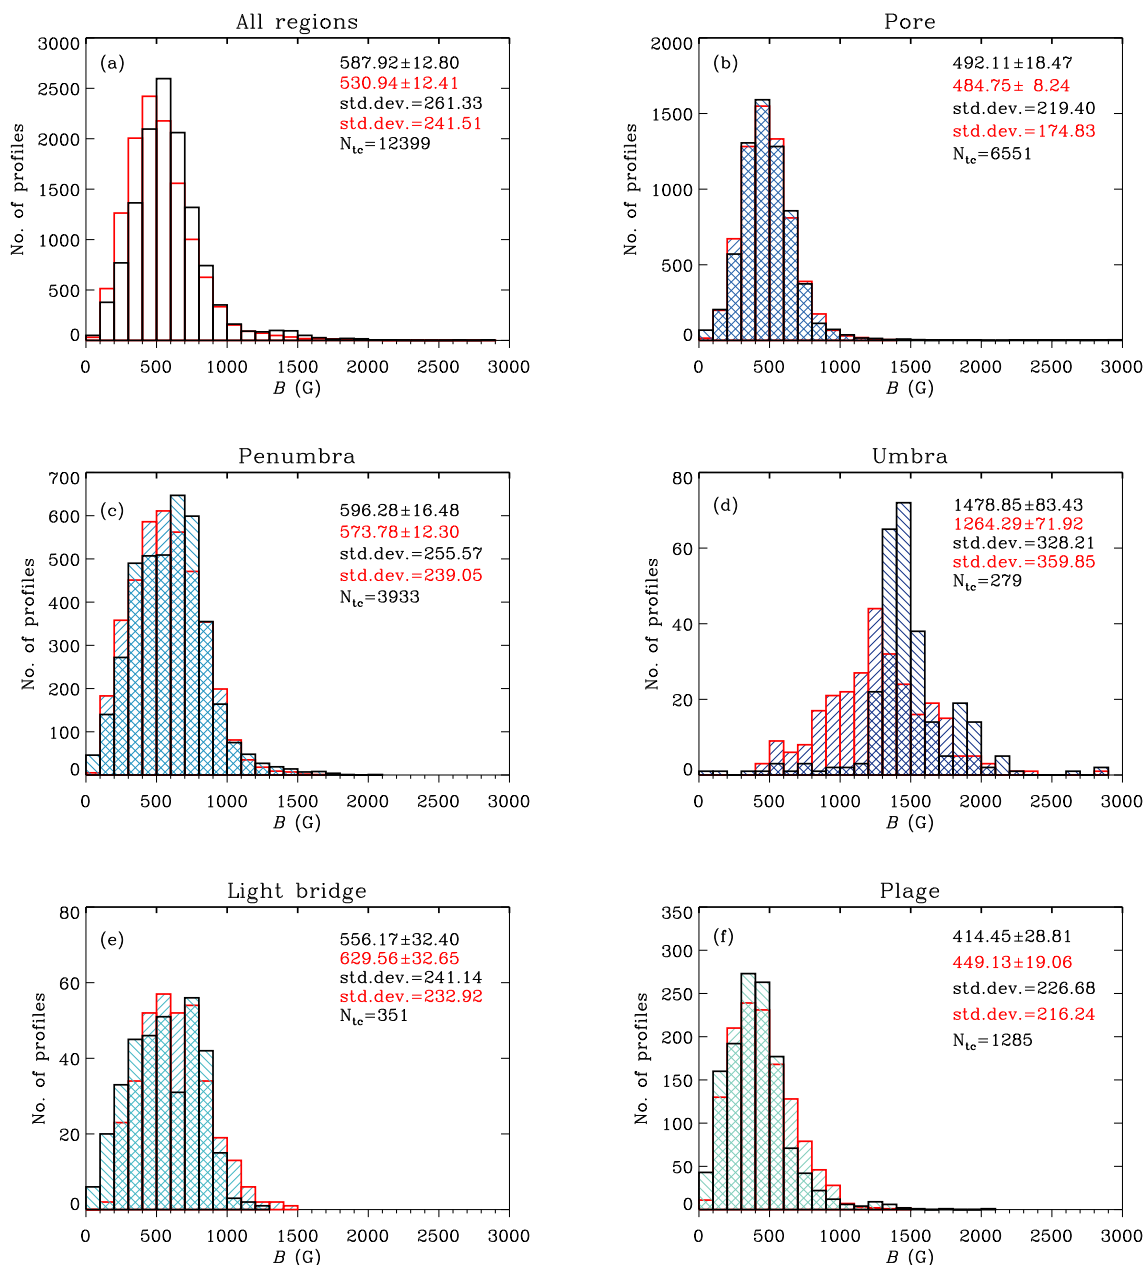 All regions
3000
2500
2000
1500
1000
500
0
No. of profiles
(a)
587.92±12.80
530.94±12.41
std.dev.=261.33
std.dev.=241.51
Ntc=12399
0 500 1000 1500 2000 2500 3000
B (G)
Pore
2000
1500
1000
500
0
No. of profiles
(b)
492.11±18.47
484.75± 8.24
std.dev.=219.40
std.dev.=174.83
Ntc=6551
0 500 1000 1500 2000 2500 3000
B (G)
Penumbra
700
600
500
400
300
200
100
0
No. of profiles
(c)
596.28±16.48
573.78±12.30
std.dev.=255.57
std.dev.=239.05
Ntc=3933
0 500 1000 1500 2000 2500 3000
B (G)
Umbra
80
60
40
20
0
No. of profiles
(d)
1478.85±83.43
1264.29±71.92
std.dev.=328.21
std.dev.=359.85
Ntc=279
0 500 1000 1500 2000 2500 3000
B (G)
Light bridge
80
60
40
20
0
No. of profiles
(e)
556.17±32.40
629.56±32.65
std.dev.=241.14
std.dev.=232.92
Ntc=351
0 500 1000 1500 2000 2500 3000
B (G)
Plage
350
300
250
200
150
100
50
0
No. of profiles
(f)
414.45±28.81
449.13±19.06
std.dev.=226.68
std.dev.=216.24
Ntc=1285
0 500 1000 1500 2000 2500 3000
B (G)